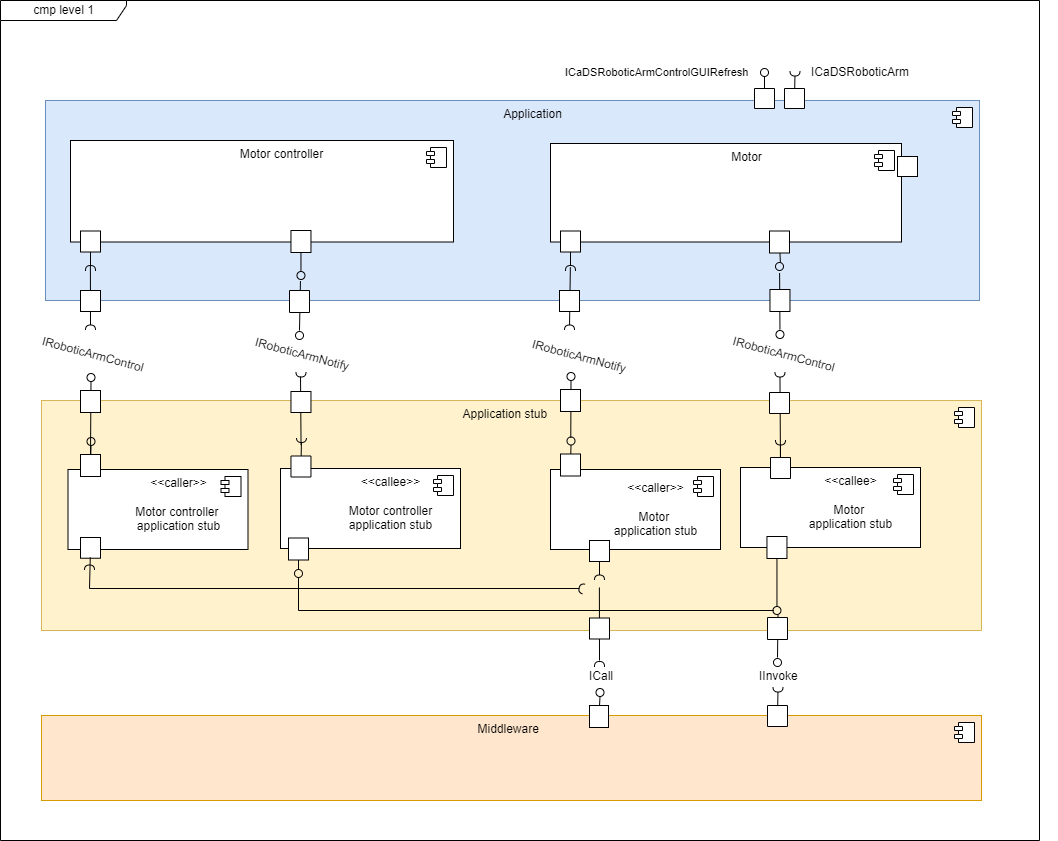 cmp level 1
ICaDSRoboticArmControlGUIRefresh
ICaDSRoboticArm
Application
Motor controller
Motor
IRoboticArmControl
IRoboticArmNotify
IRoboticArmNotify
IRoboticArmControl
Application stub
<<caller>>
Motor controller
application stub
<<callee>>
Motor controller
application stub
<<caller>>
Motor
application stub
<<callee>
Motor
application stub
ICall
IInvoke
Middleware